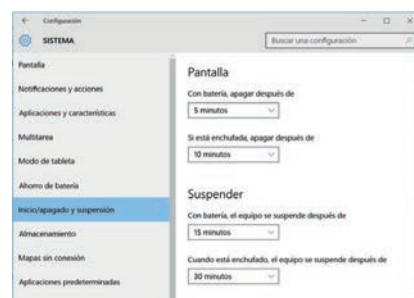 Configuración
SISTEMA
Buscar una configuración
Pantalla
Notificaciones y acciones
Aplicaciones y características
Multitarea
Modo de tableta
Ahorro de batería
Inicio/apagado y suspensión
Almacenamiento
Mapas sin conexión
Aplicaciones predeterminadas
Pantalla
Con batería, apagar después de
5 minutos
Si está enchufada, apagar después de
10 minutos
Suspender
Con batería, el equipo se suspende después de
15 minutos
Cuando está enchufado, el equipo se suspende después de
30 minutos